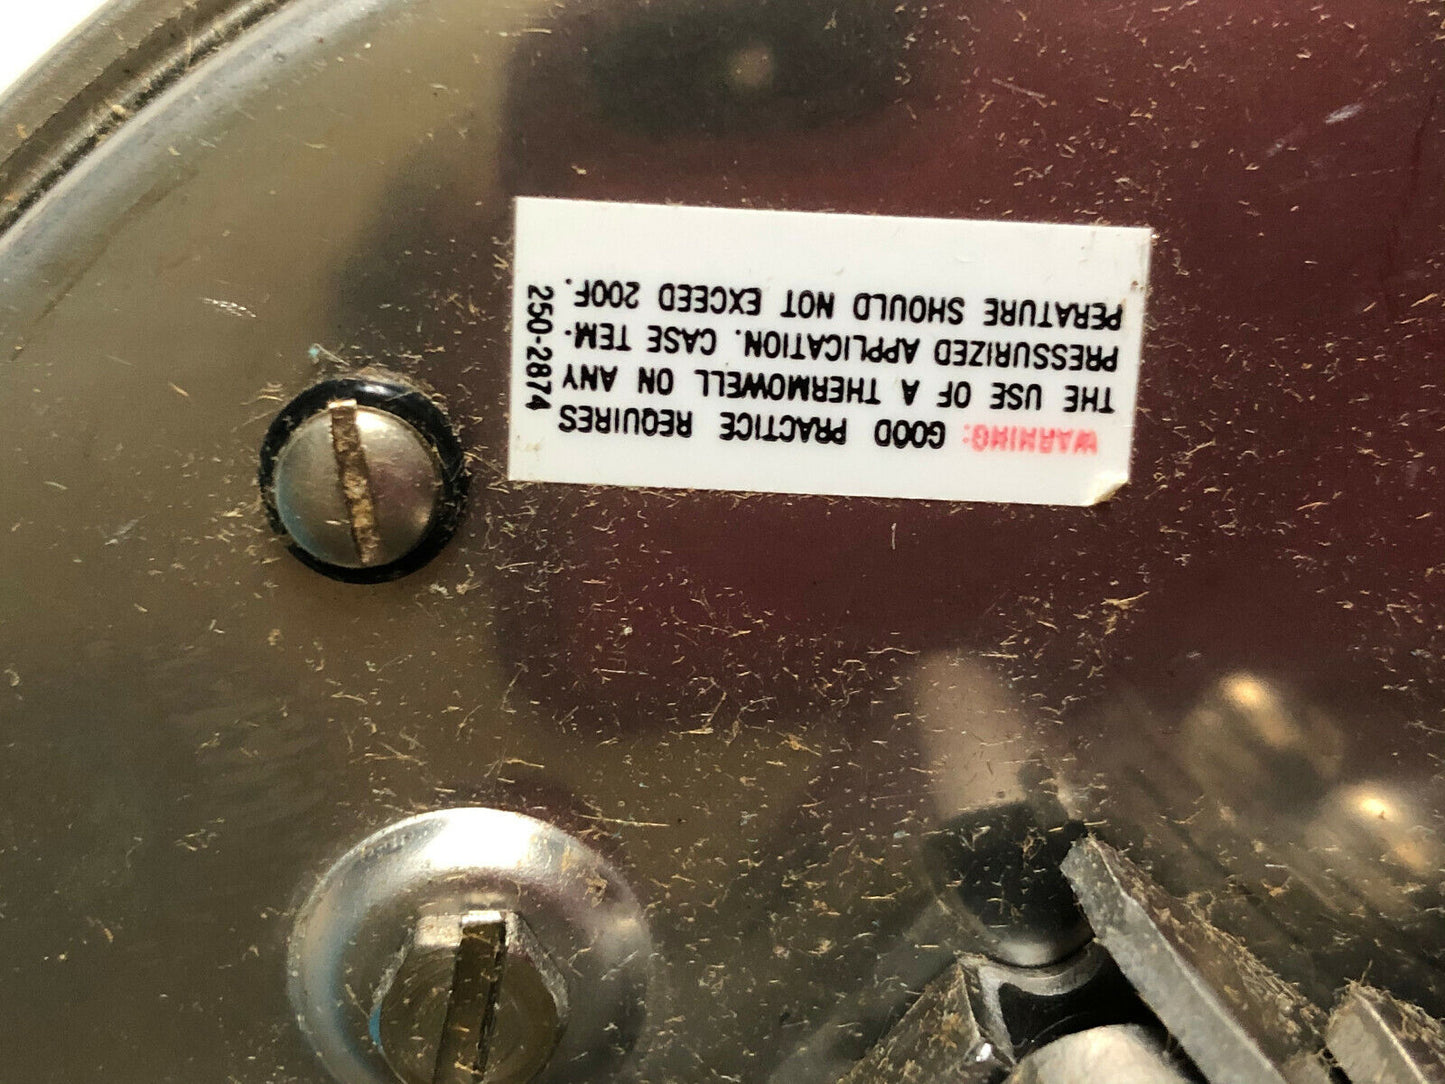 WARNING: GOOD PRACTICE REQUIRES
THE USE OF A THERMOWELL ON ANY
PRESSURIZED APPLICATION. CASE TEM-
PERATURE SHOULD NOT EXCEED 200F.
250-2874